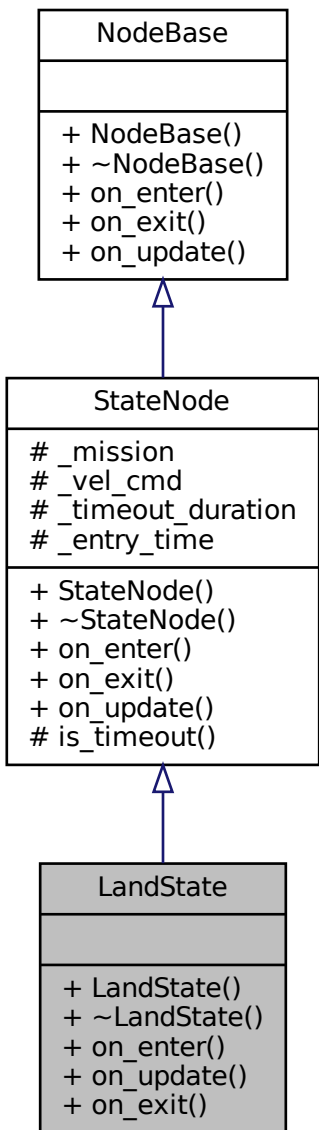 NodeBase
+ NodeBase()
+ ~NodeBase()
+ on_enter()
+ on_exit()
+ on_update()
StateNode
# _mission
# _vel_cmd
# _timeout_duration
# _entry_time
+ StateNode()
+ ~StateNode()
+ on_enter()
+ on_exit()
+ on_update()
# is_timeout()
LandState
+ LandState()
+ ~LandState()
+ on_enter()
+ on_update()
+ on_exit()